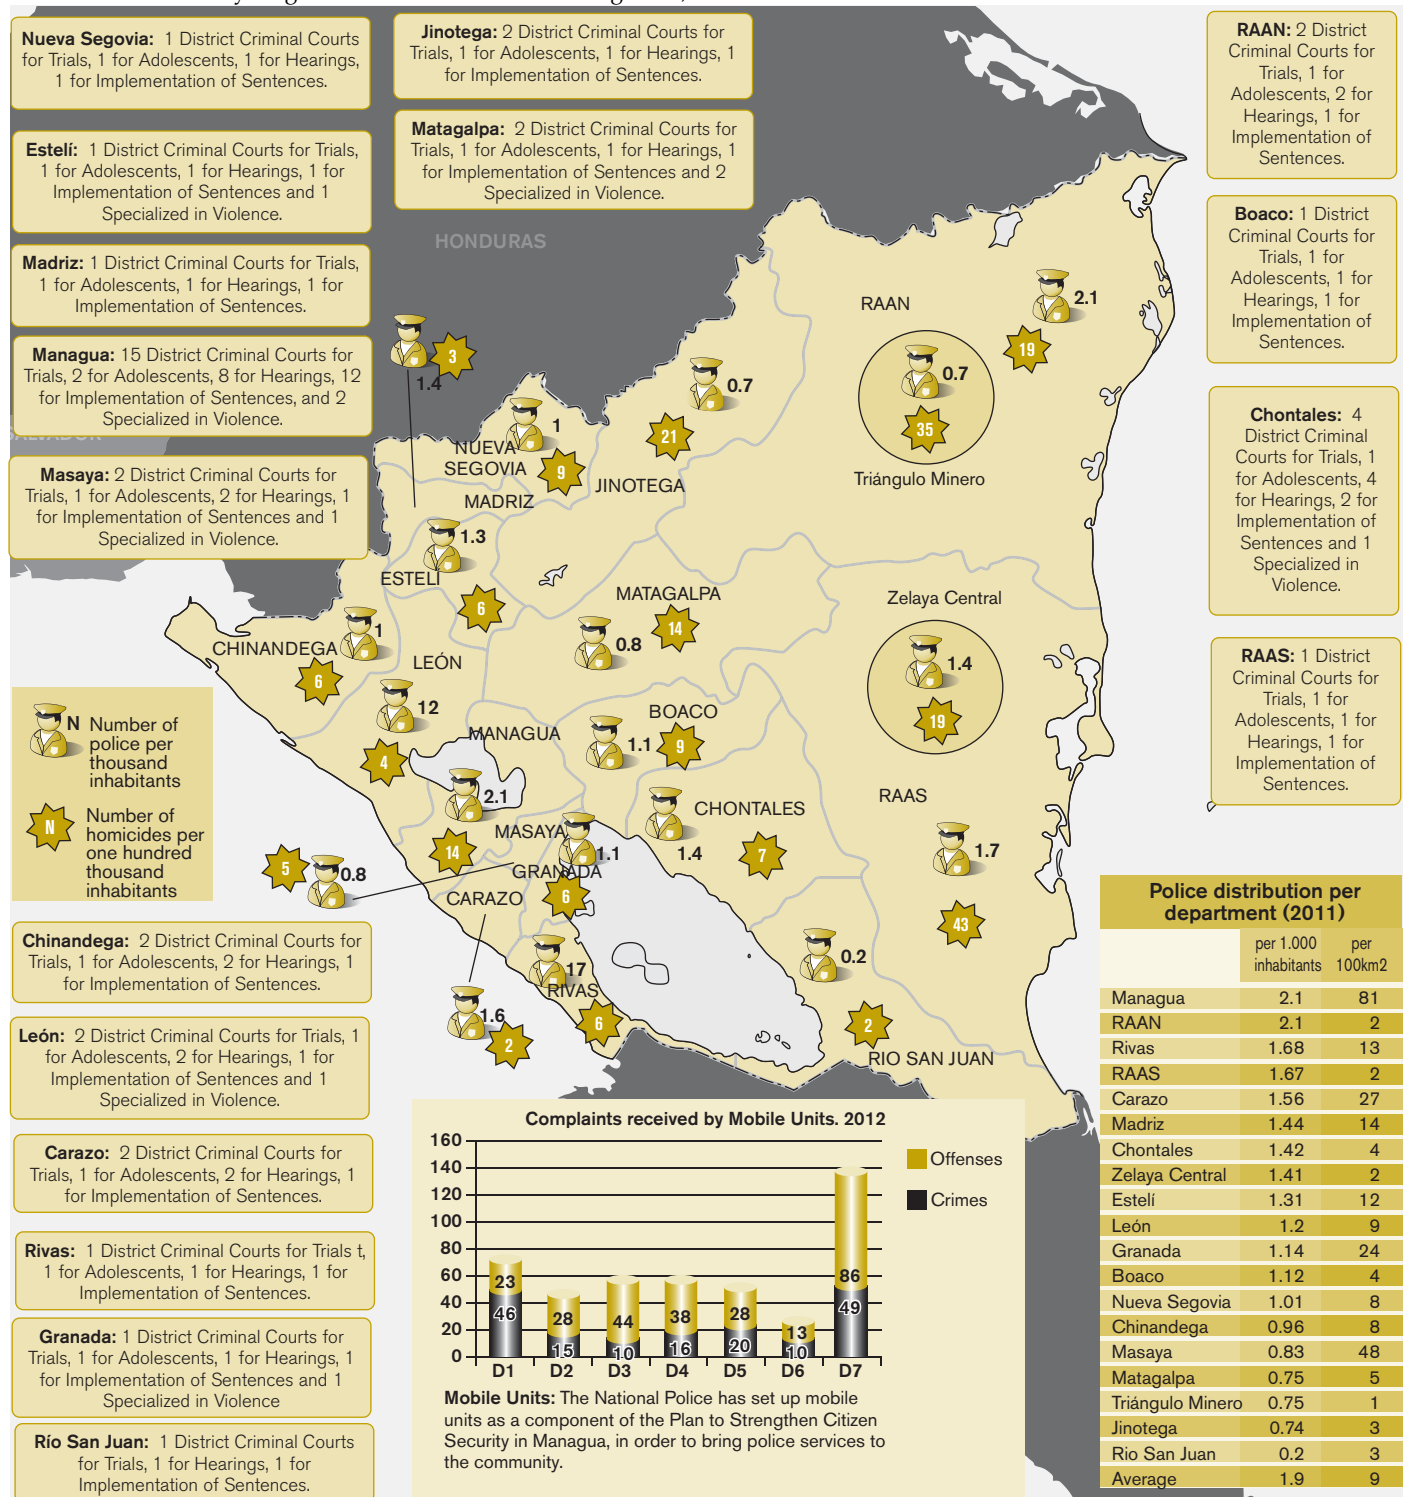 Nueva Segovia: 1 District Criminal Courts
for Trials, 1 for Adolescents, 1 for Hearings,
1 for Implementation of Sentences.
Estelí: 1 District Criminal Courts for Trials,
1 for Adolescents, 1 for Hearings, 1 for
Implementation of Sentences and 1
Specialized in Violence.
Madriz: 1 District Criminal Courts for Trials,
1 for Adolescents, 1 for Hearings, 1 for
Implementation of Sentences.
Managua: 15 District Criminal Courts for
Trials, 2 for Adolescents, 8 for Hearings, 12
for Implementation of Sentences, and 2
Specialized in Violence.
Masaya: 2 District Criminal Courts for
Trials, 1 for Adolescents, 2 for Hearings, 1
for Implementation of Sentences and 1
Specialized in Violence.
Jinotega: 2 District Criminal Courts for
Trials, 1 for Adolescents, 1 for Hearings, 1
for Implementation of Sentences.
Matagalpa: 2 District Criminal Courts for
Trials, 1 for Adolescents, 1 for Hearings, 1
for Implementation of Sentences and 2
Specialized in Violence.
RAAN: 2 District
Criminal Courts for
Trials, 1 for
Adolescents, 2 for
Hearings, 1 for
Implementation of
Sentences.
Boaco: 1 District
Criminal Courts for
Trials, 1 for
Adolescents, 1 for
Hearings, 1 for
Implementation of
Sentences.
Chontales: 4
District Criminal
Courts for Trials, 1
for Adolescents, 4
for Hearings, 2 for
Implementation of
Sentences and 1
Specialized in
Violence.
RAAS: 1 District
Criminal Courts for
Trials, 1 for
Adolescents, 1 for
Hearings, 1 for
Implementation of
Sentences.
HONDURAS
SALVADOR
1.4
3
1
NUEVA
SEGOVIA
9
MADRIZ
0.7
21
JINOTEGA
RAAN
2.1
19
0.7
35
Triángulo Minero
1.3
ESTELÍ
6
1
CHINANDEGA
6
LEÓN
12
4
MATAGALPA
14
0.8
Zelaya Central
1.4
19
BOACO
1.1
9
MANAGUA
2.1
14
MASAYA
5
0.8
1.1
GRANADA
6
CARAZO
1.6
2
17
RIVAS
6
CHONTALES
1.4
7
RAAS
1.7
43
0.2
2
RIO SAN JUAN
N Number of
police per
thousand
inhabitants
N Number of
homicides per
one hundred
thousand
inhabitants
Chinandega: 2 District Criminal Courts for
Trials, 1 for Adolescents, 2 for Hearings, 1
for Implementation of Sentences.
León: 2 District Criminal Courts for Trials, 1
for Adolescents, 2 for Hearings, 1 for
Implementation of Sentences and 1
Specialized in Violence.
Carazo: 2 District Criminal Courts for
Trials, 1 for Adolescents, 2 for Hearings, 1
for Implementation of Sentences.
Rivas: 1 District Criminal Courts for Trials t,
1 for Adolescents, 1 for Hearings, 1 for
Implementation of Sentences.
Granada: 1 District Criminal Courts for
Trials, 1 for Adolescents, 1 for Hearings, 1
for Implementation of Sentences and 1
Specialized in Violence
Río San Juan: 1 District Criminal Courts
for Trials, 1 for Hearings, 1 for
Implementation of Sentences.
Complaints received by Mobile Units. 2012
160
140
120
100
80
60
40
20
0
23
46
28
15
44
10
38
16
28
20
13
10
86
49
D1 D2 D3 D4 D5 D6 D7
Offenses
Crimes
Mobile Units: The National Police has set up mobile
units as a component of the Plan to Strengthen Citizen
Security in Managua, in order to bring police services to
the community.
Police distribution per
department (2011)
per 1.000 per
inhabitants 100km2
Managua 2.1 81
RAAN 2.1 2
Rivas 1.68 13
RAAS 1.67 2
Carazo 1.56 27
Madriz 1.44 14
Chontales 1.42 4
Zelaya Central 1.41 2
Estelí 1.31 12
León 1.2 9
Granada 1.14 24
Boaco 1.12 4
Nueva Segovia 1.01 8
Chinandega 0.96 8
Masaya 0.83 48
Matagalpa 0.75 5
Triángulo Minero 0.75 1
Jinotega 0.74 3
Rio San Juan 0.2 3
Average 1.9 9